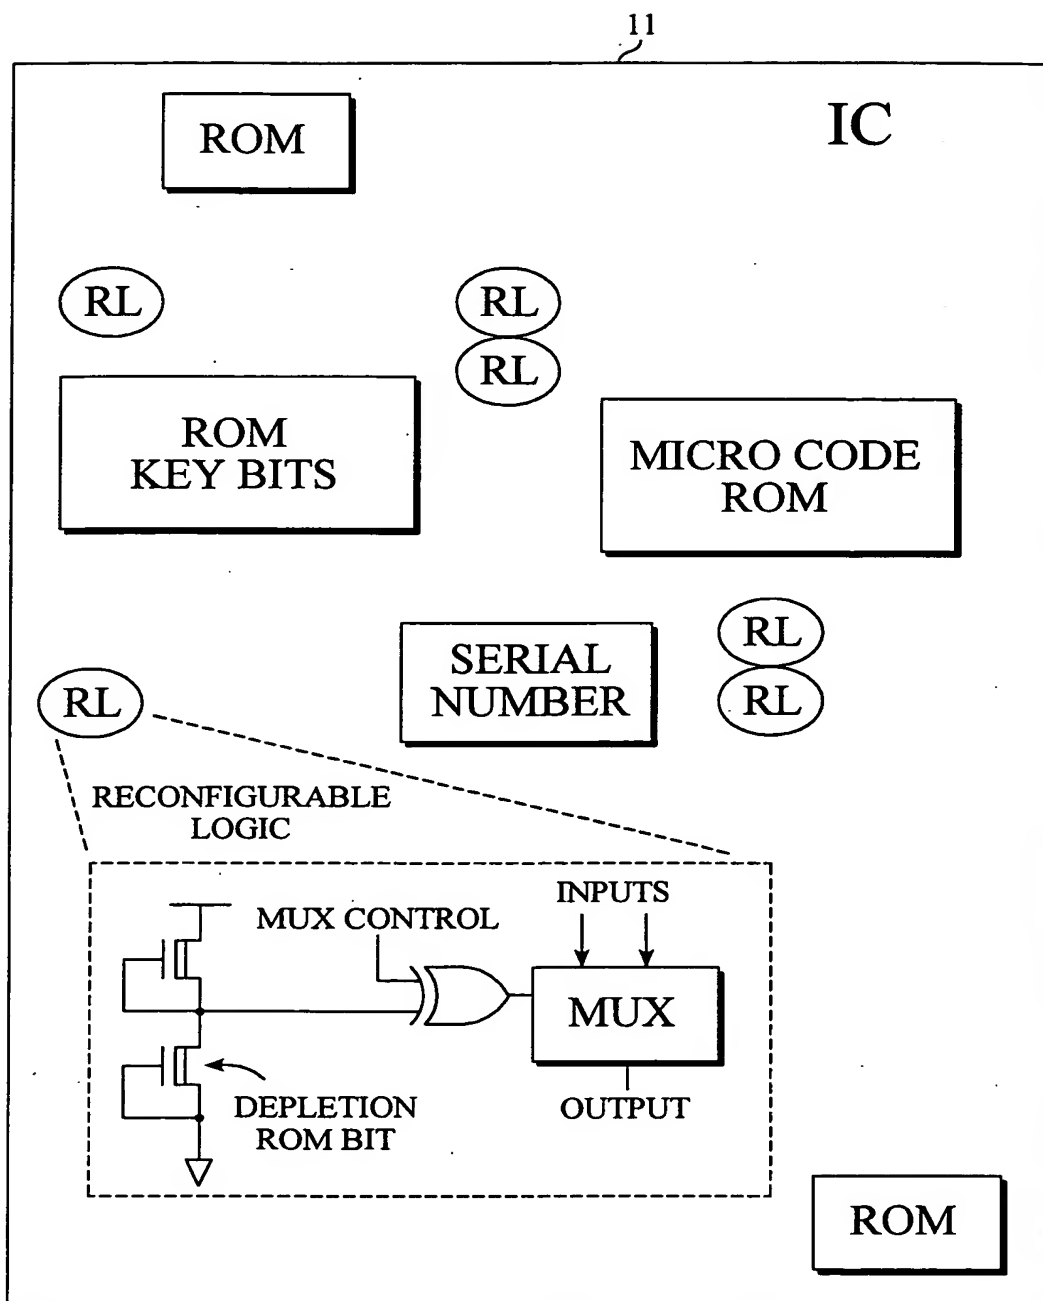 11
ROM
IC
RL
RL
RL
ROM
KEY BITS
MICRO CODE
ROM
RL
RL
SERIAL
NUMBER
RL
RECONFIGURABLE
LOGIC
INPUTS
MUX CONTROL
MUX
DEPLETION
ROM BIT
OUTPUT
ROM